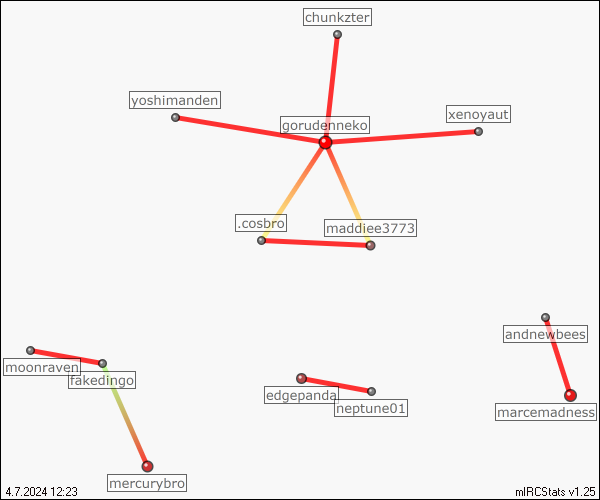 chunkzter
yoshimanden
xenoyaut
gorudenneko
.cosbro
maddiee3773
andnewbees
moonraven
fakedingo
edgepanda
neptune01
marcemadness
mercurybro
4.7.2024 12:23
mIRCStats v1.25